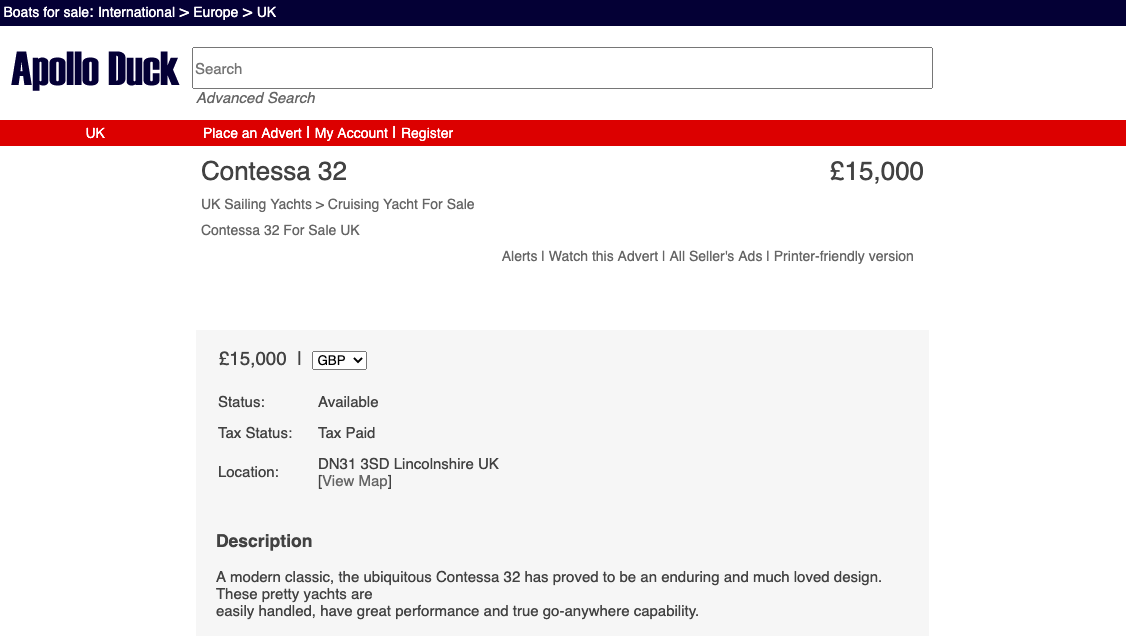 Boats for sale: International > Europe > UK
Apollo Duck
Search
Advanced Search
UK
Place an Advert | My Account | Register
Contessa 32
£15,000
UK Sailing Yachts > Cruising Yacht For Sale
Contessa 32 For Sale UK
Alerts | Watch this Advert | All Seller's Ads | Printer-friendly version
£15,000 | GBP
Status: Available
Tax Status: Tax Paid
Location: DN31 3SD Lincolnshire UK
[View Map]
Description
A modern classic, the ubiquitous Contessa 32 has proved to be an enduring and much loved design.
These pretty yachts are
easily handled, have great performance and true go-anywhere capability.